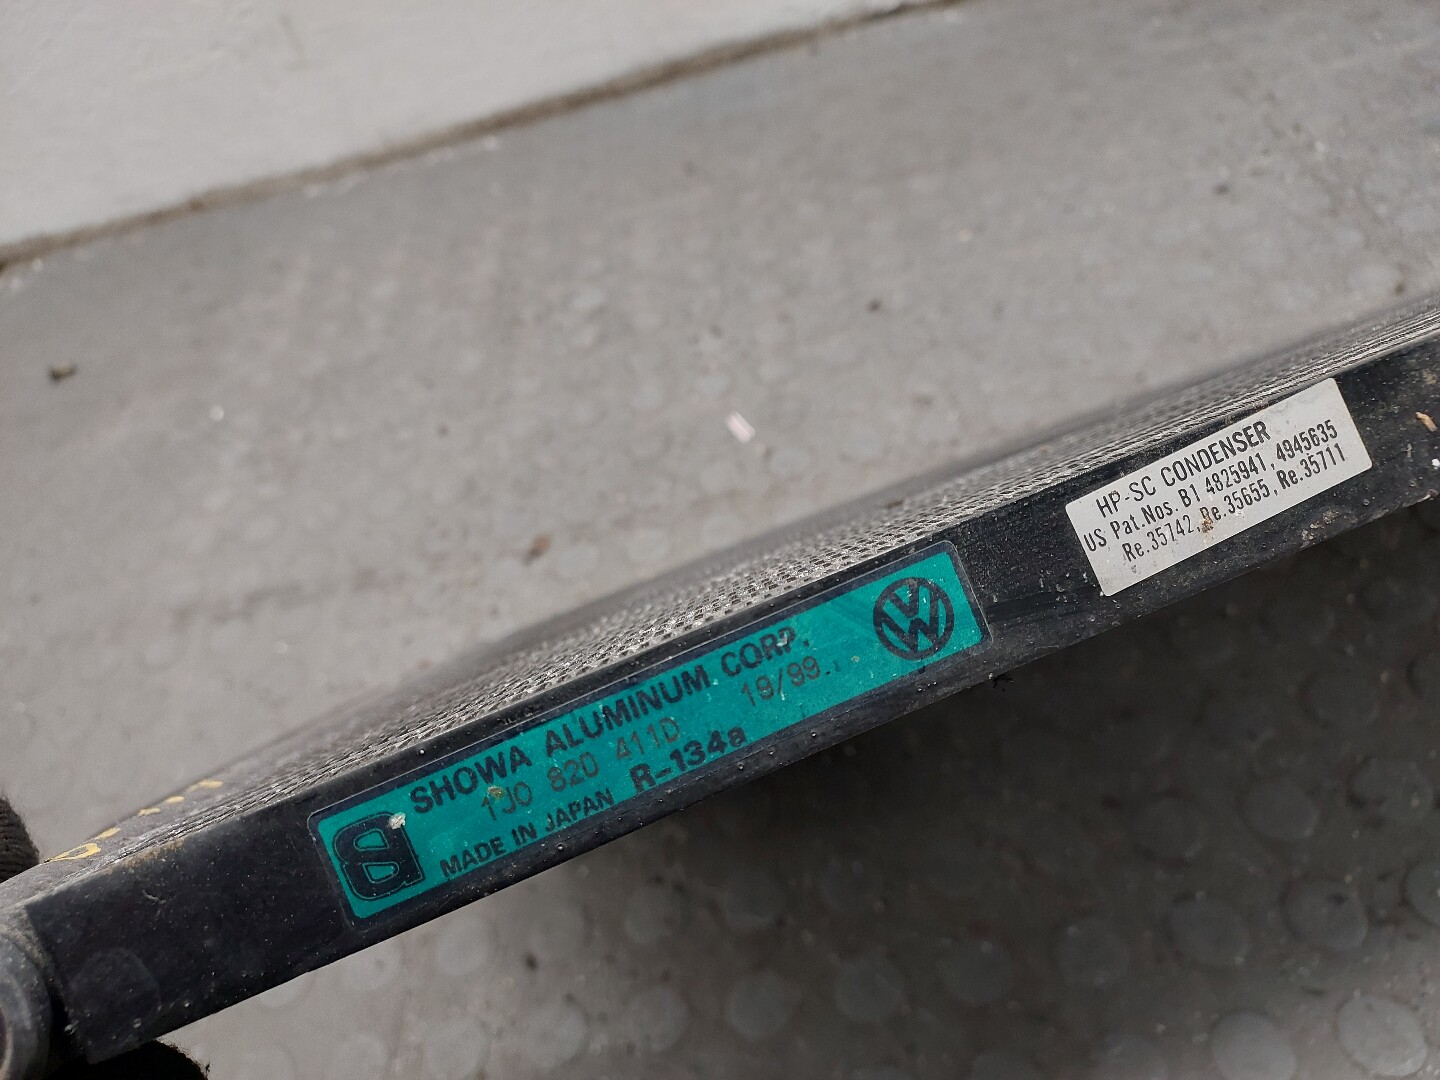 SHOWA ALUMINUM CORP.
1J0 820 411D 19/99.
MADE IN JAPAN R-134a
HP-SC CONDENSER
US Pat.Nos. B1 4825941, 4945635
Re.35742, Re.35655, Re.35711